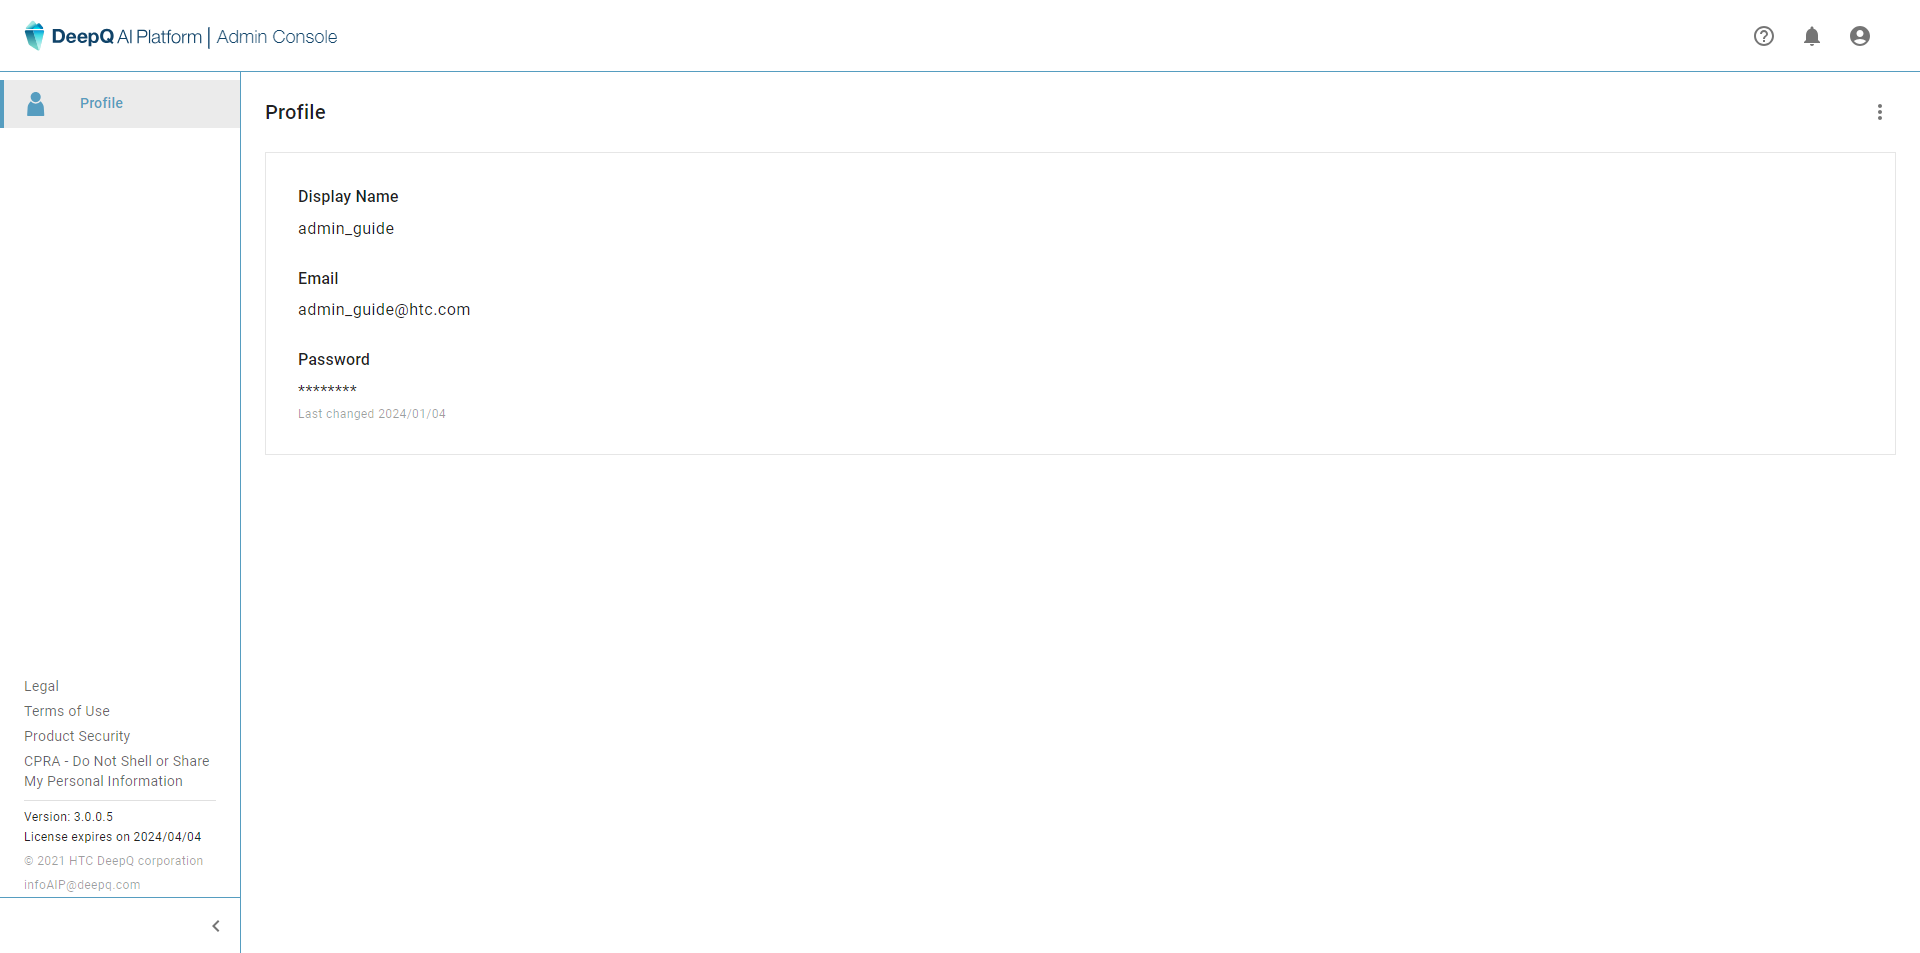 DeepQ AI Platform | Admin Console
Profile
Profile
Display Name
admin_guide
Email
admin_guide@htc.com
Password
********
Last changed 2024/01/04
Legal
Terms of Use
Product Security
CPRA - Do Not Shell or Share
My Personal Information
Version: 3.0.0.5
License expires on 2024/04/04
© 2021 HTC DeepQ corporation
infoAIP@deepq.com